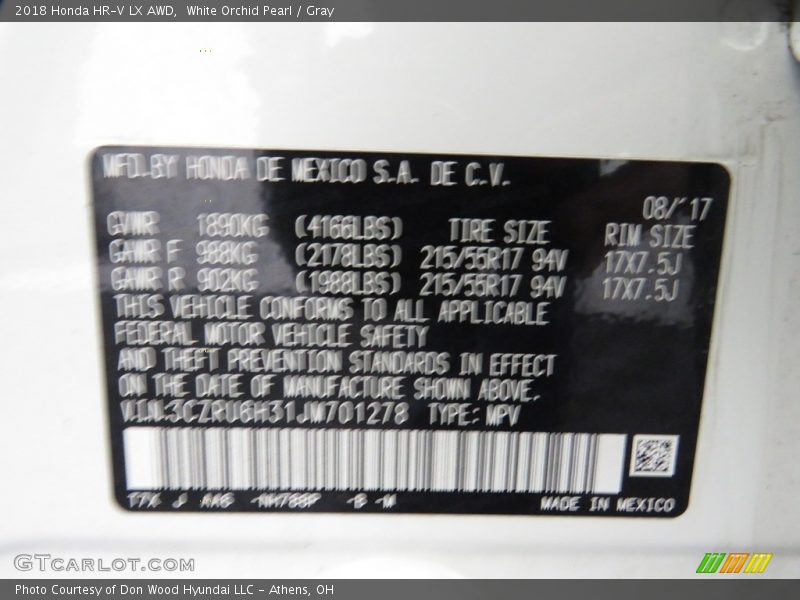 2018 Honda HR-V LX AWD, White Orchid Pearl / Gray
MFD. BY HONDA DE MEXICO S.A. DE C.V.
08/'17
GVWR 1890KG (4166LBS) TIRE SIZE RIM SIZE
GAWR F 988KG (2178LBS) 215/55R17 94V 17X7.5J
GAWR R 902KG (1988LBS) 215/55R17 94V 17X7.5J
THIS VEHICLE CONFORMS TO ALL APPLICABLE
FEDERAL MOTOR VEHICLE SAFETY
AND THEFT PREVENTION STANDARDS IN EFFECT
ON THE DATE OF MANUFACTURE SHOWN ABOVE.
V.I.N.3CZRU6H31JM701278 TYPE: MPV
T7X J AA6 -NH788P -B -M MADE IN MEXICO
GTCARLOT.COM
Photo Courtesy of Don Wood Hyundai LLC - Athens, OH